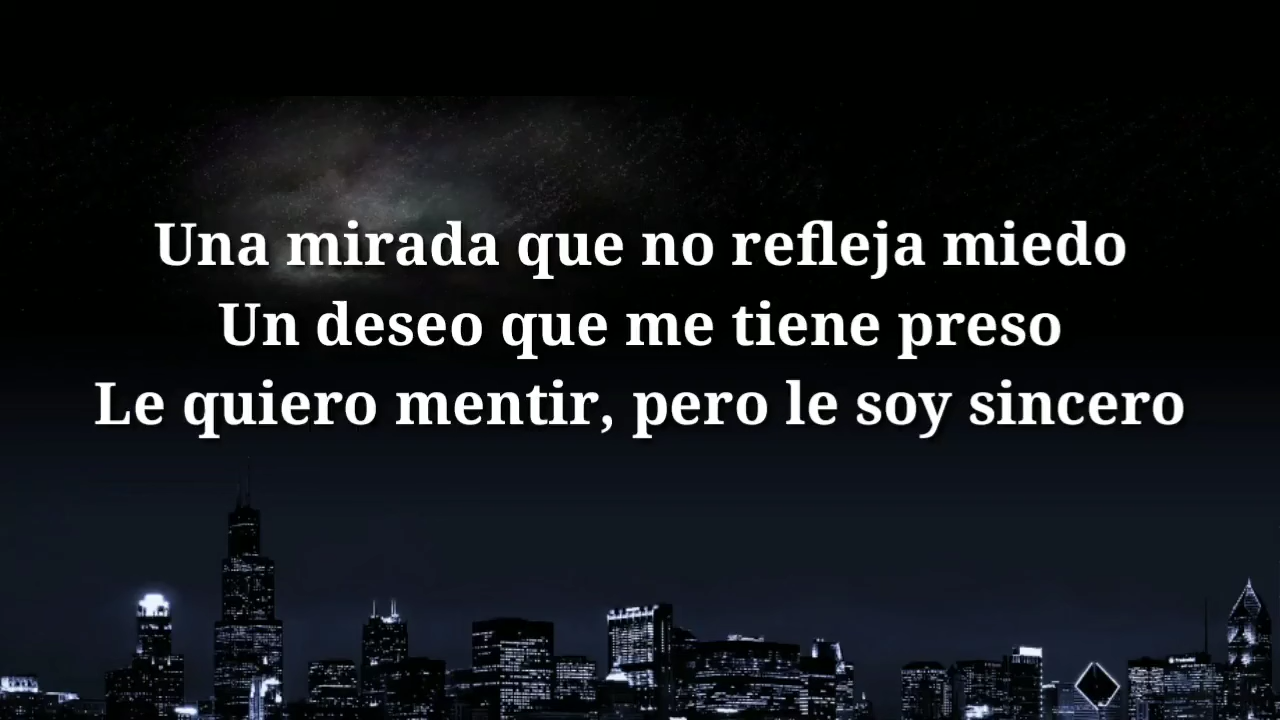 Una mirada que no refleja miedo
Un deseo que me tiene preso
Le quiero mentir, pero le soy sincero